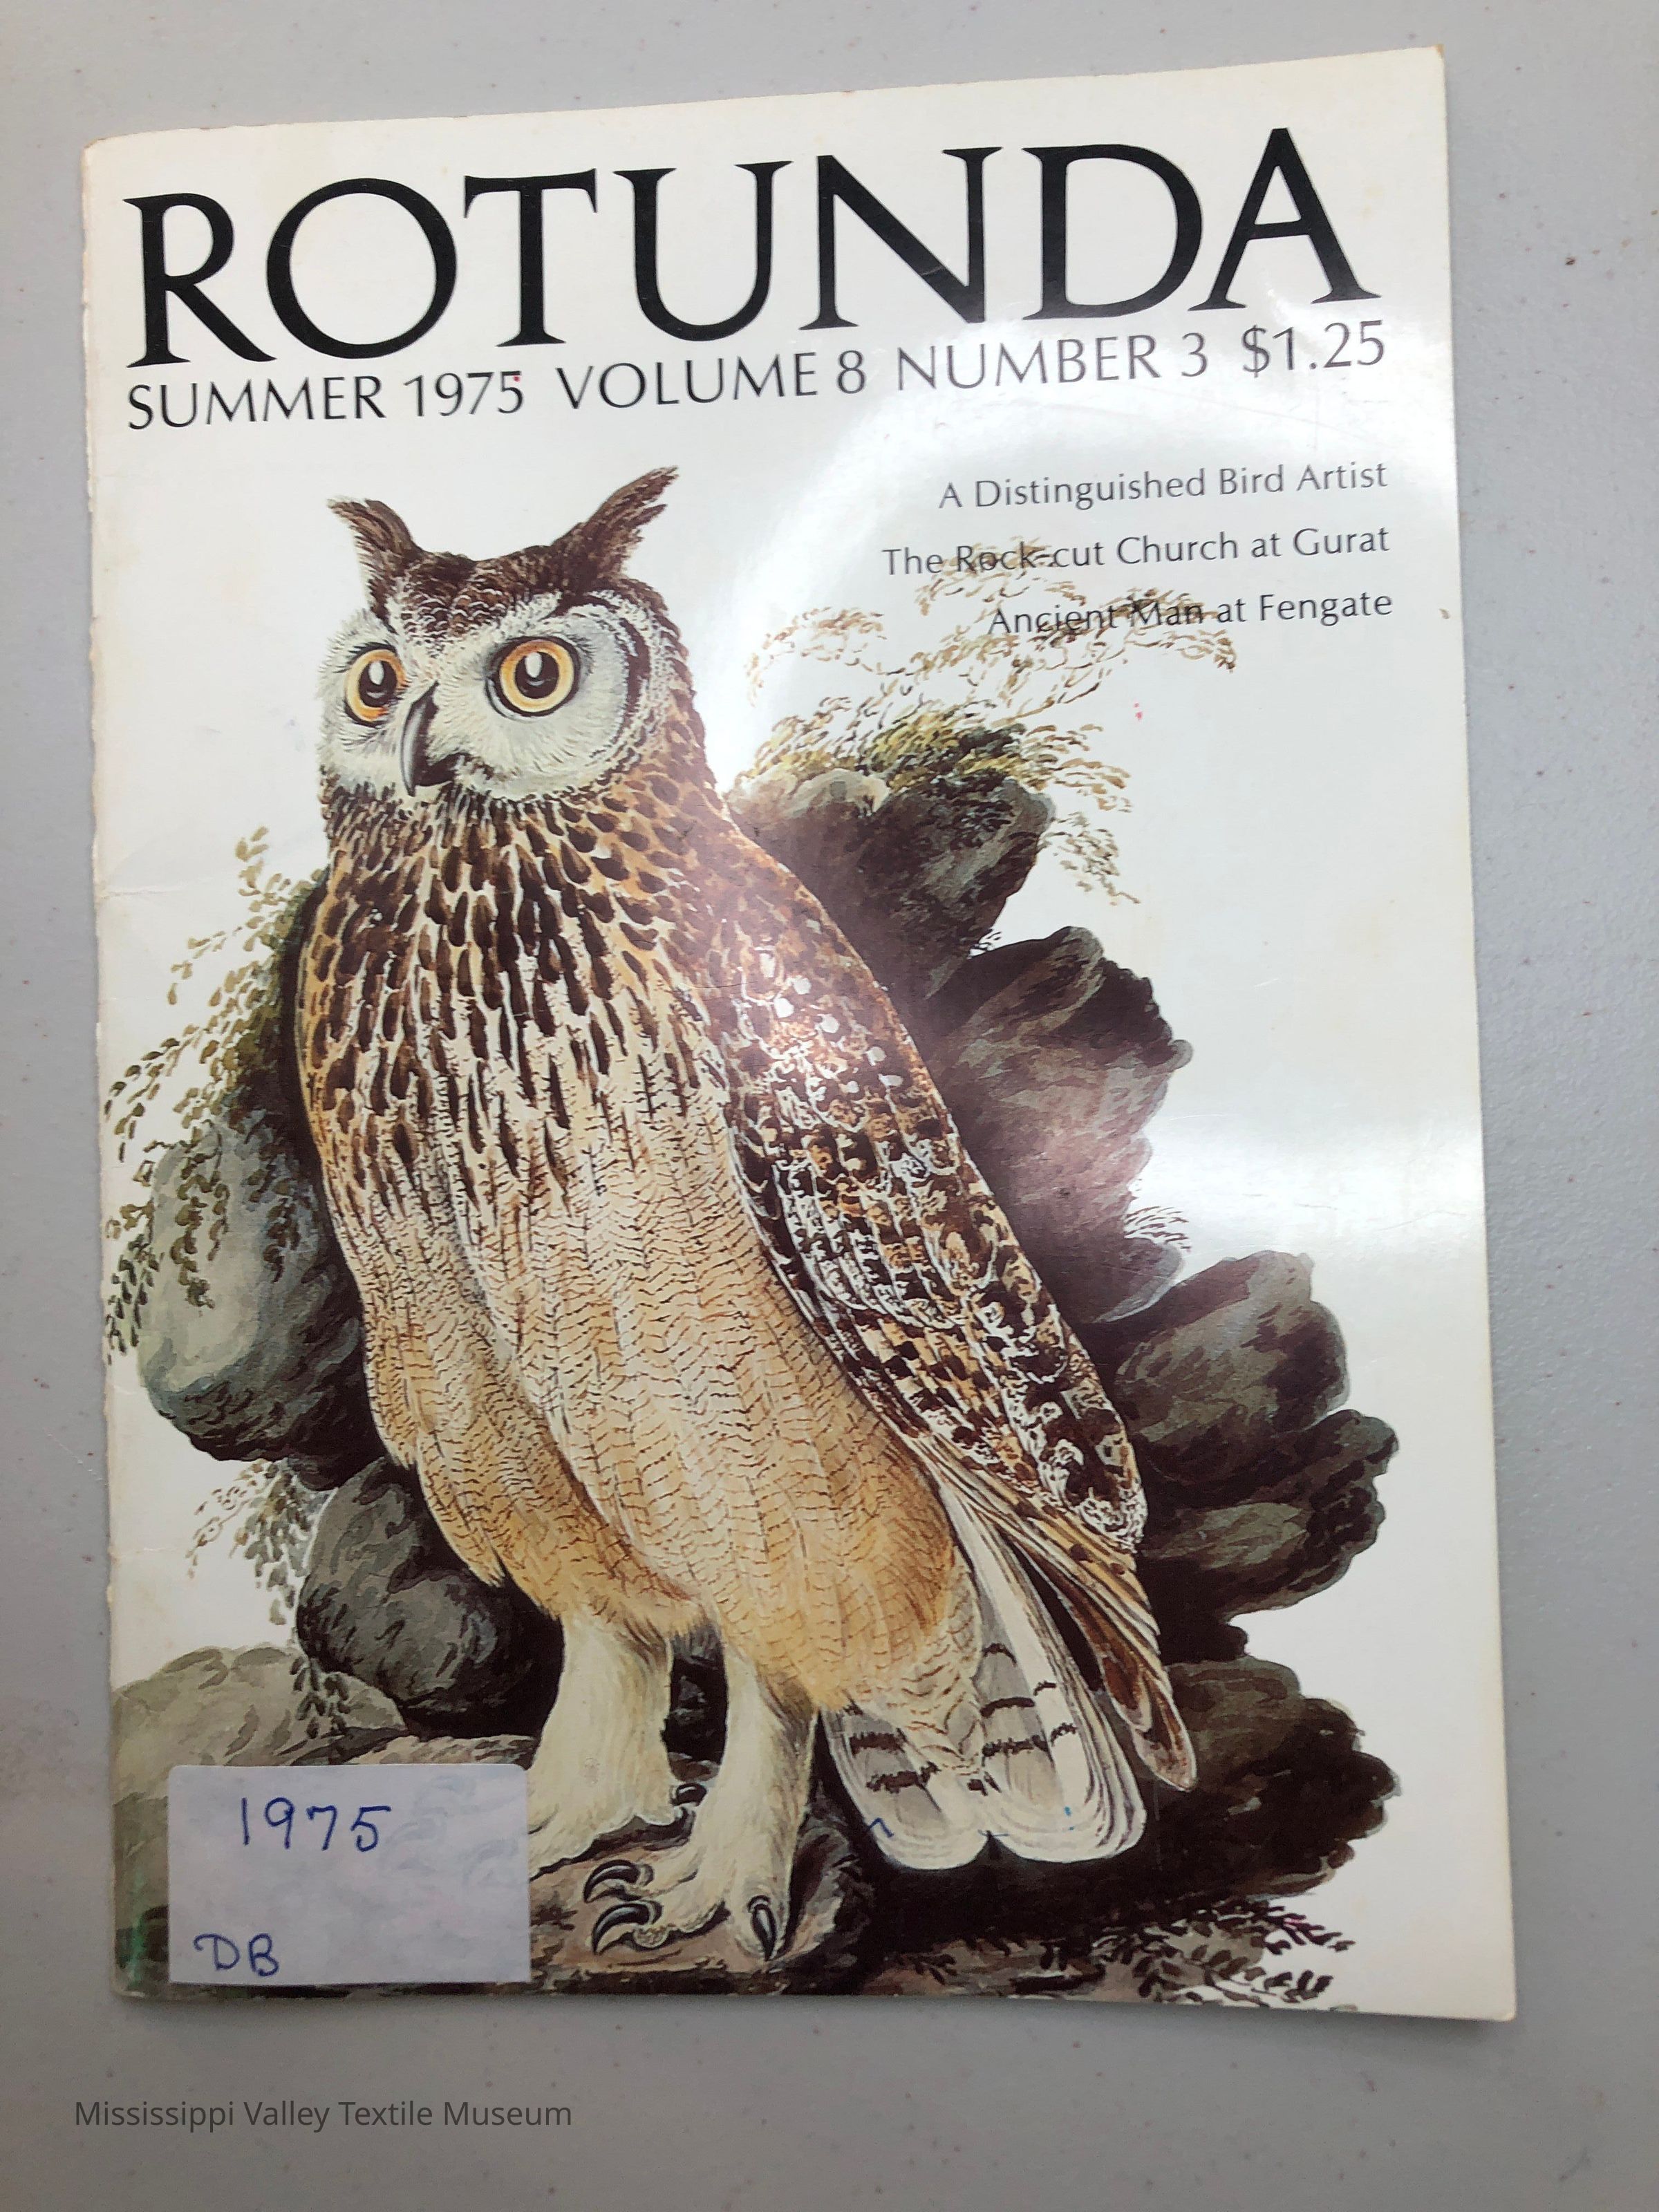 ROTUNDA
SUMMER 1975 VOLUME 8 NUMBER 3 $1.25
A Distinguished Bird Artist
The Rock-cut Church at Gurat
Ancient Man at Fengate
1975
DB
Mississippi Valley Textile Museum